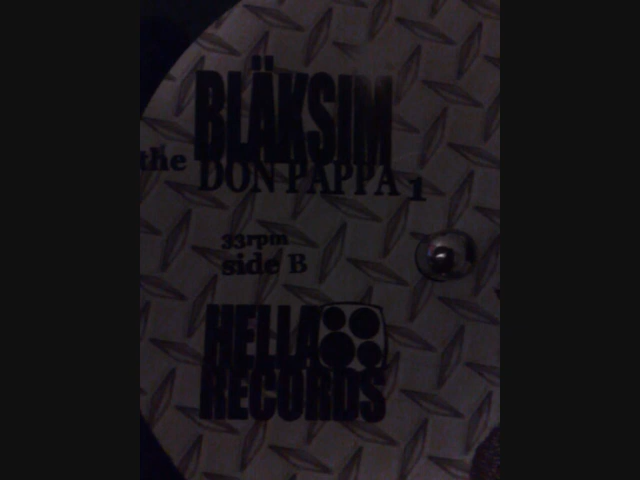 BLÄKSIM
the DON PAPPA 1
33rpm
side B
HELLA
RECORDS